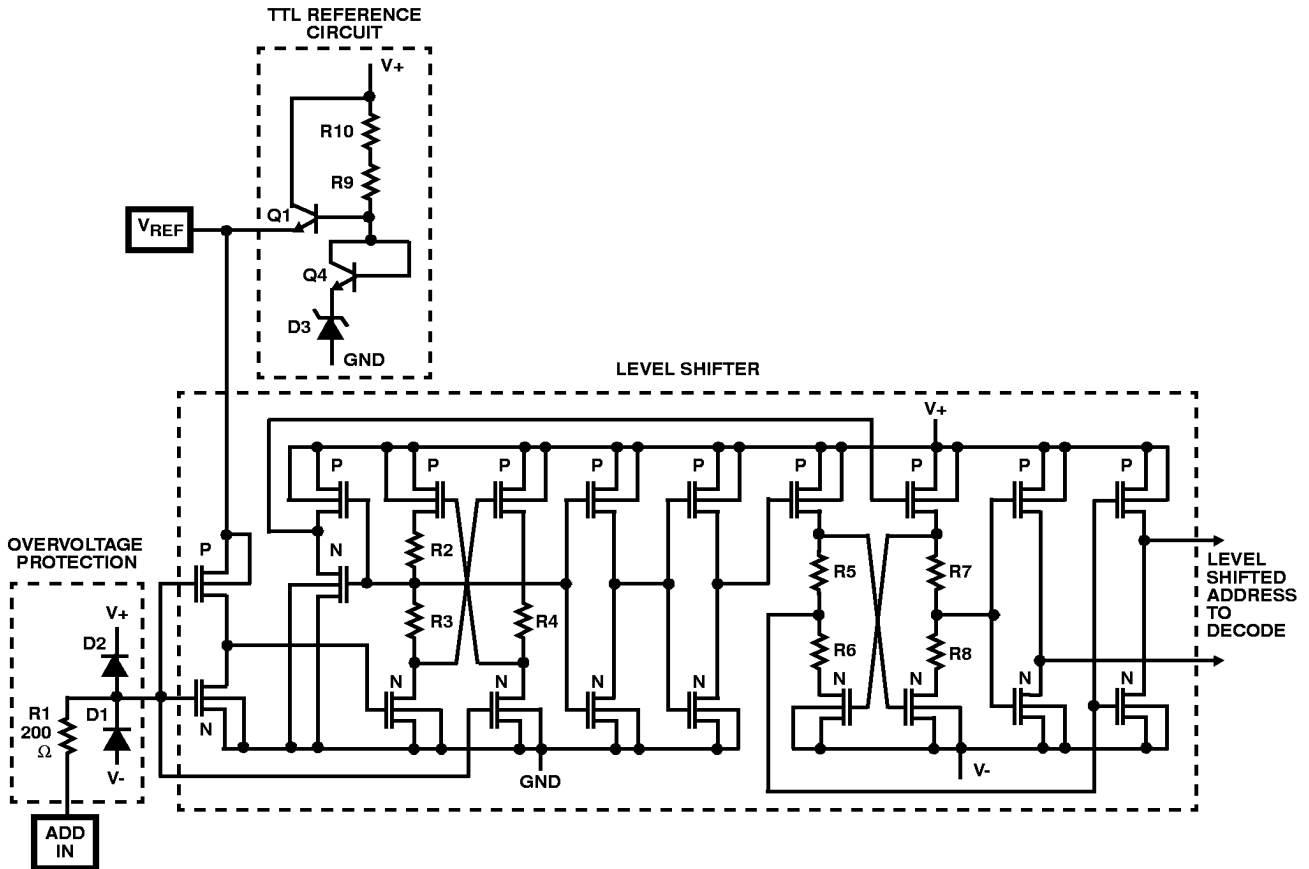 TTL REFERENCE
CIRCUIT
V+
R10
R9
Q1
VREF
Q4
D3
GND
LEVEL SHIFTER
V+
P
P
P
P
P
P
P
P
P
OVERVOLTAGE
PROTECTION
P
N
R2
R5
R7
LEVEL
SHIFTED
ADDRESS
TO
DECODE
V+
D2
R3
R4
R6
R8
R1
200
Ω
D1
N
N
N
N
N
N
N
N
N
V-
GND
V-
ADD
IN